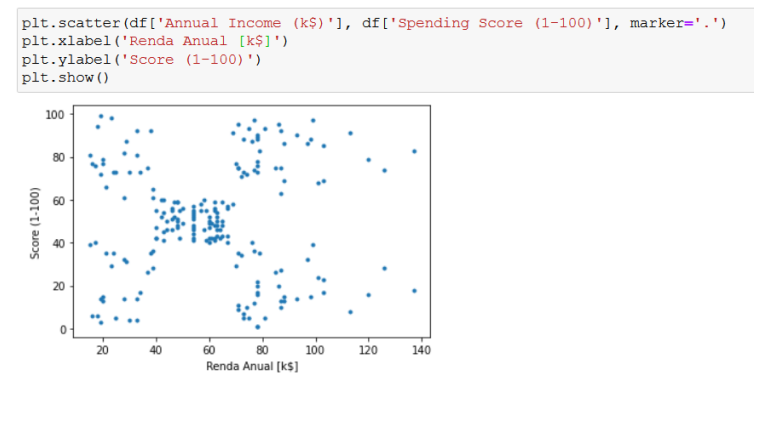 plt.scatter(df['Annual Income (k$)'], df['Spending Score (1-100)'], marker='.')
plt.xlabel('Renda Anual [k$]')
plt.ylabel('Score (1-100)')
plt.show()
100
80
60
40
20
0
Score (1-100)
20 40 60 80 100 120 140
Renda Anual [k$]